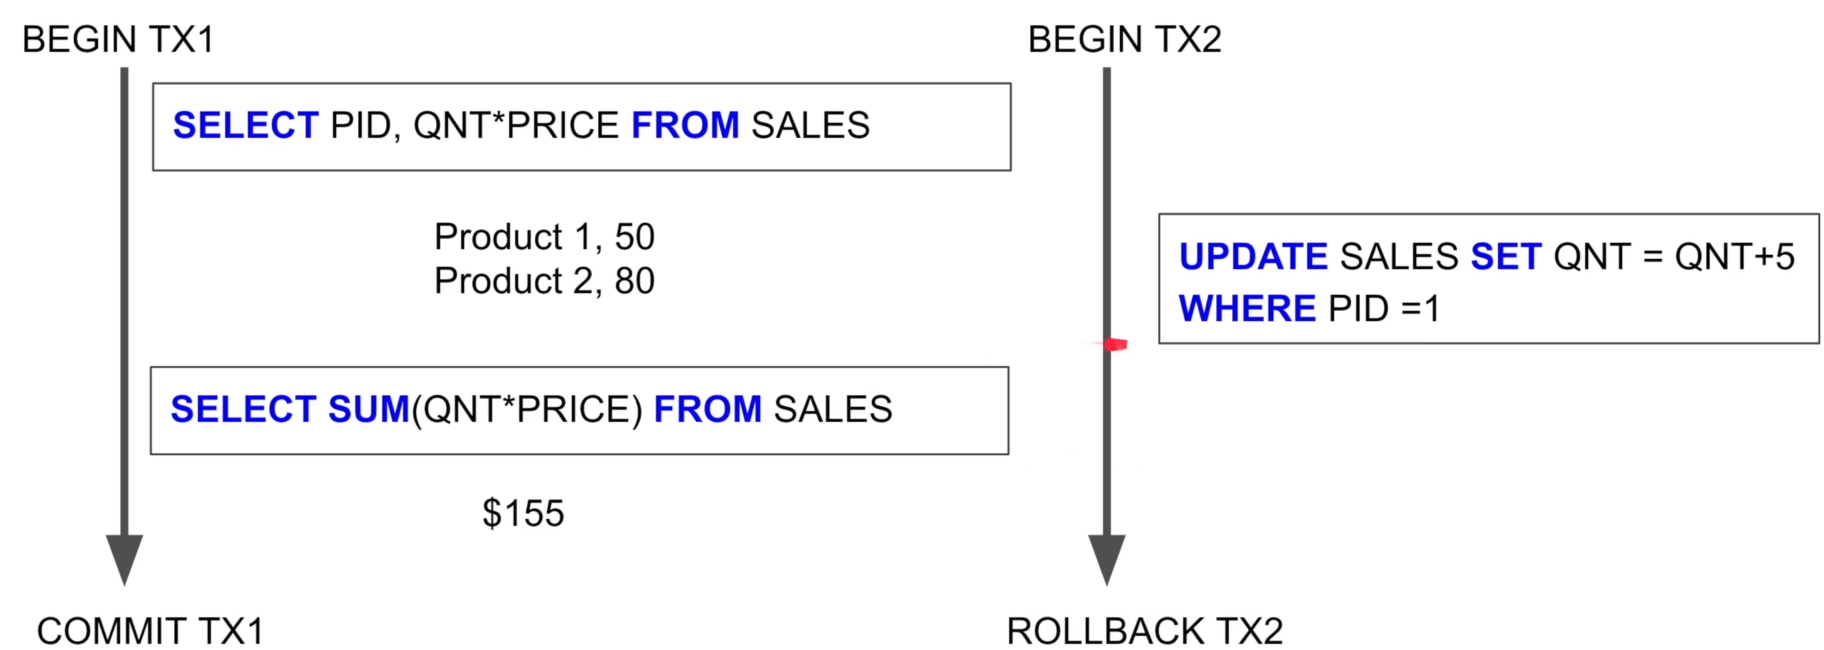 BEGIN TX1
SELECT PID, QNT*PRICE FROM SALES
Product 1, 50
Product 2, 80
SELECT SUM(QNT*PRICE) FROM SALES
$155
COMMIT TX1
BEGIN TX2
UPDATE SALES SET QNT = QNT+5
WHERE PID =1
ROLLBACK TX2